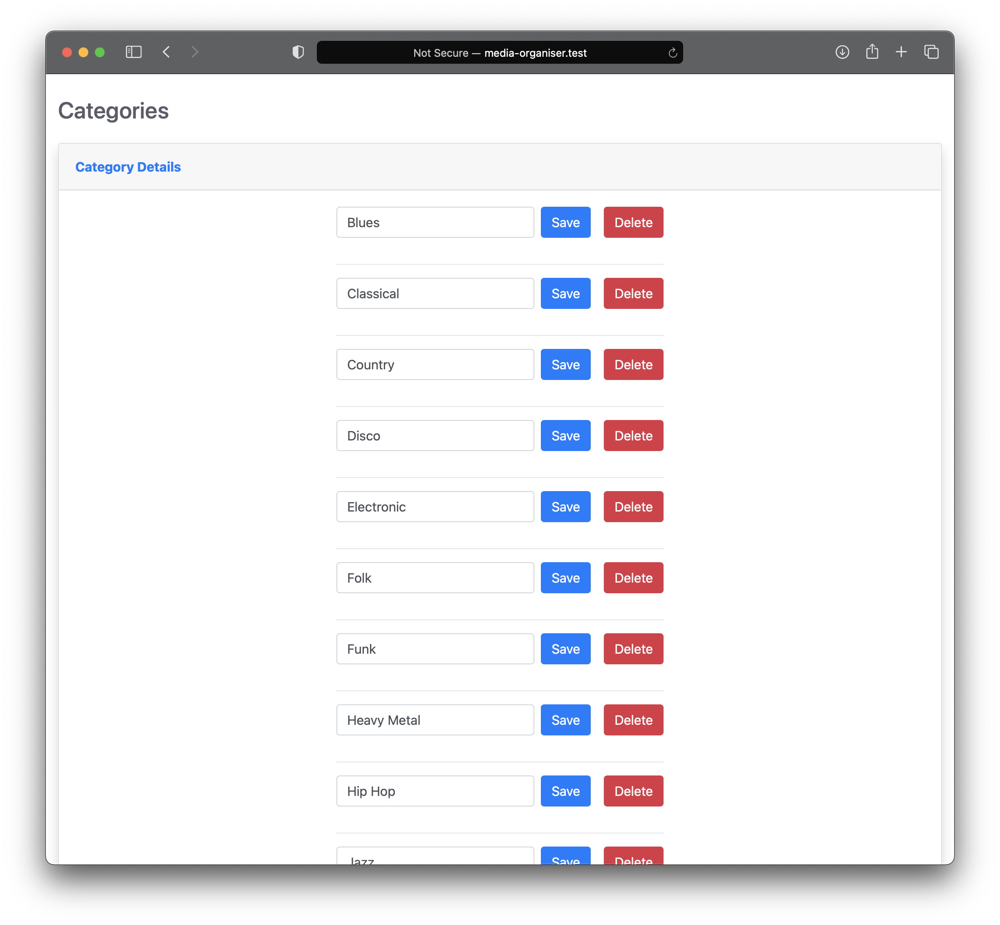 Not Secure — media-organiser.test
Categories
Category Details
Blues Save Delete
Classical Save Delete
Country Save Delete
Disco Save Delete
Electronic Save Delete
Folk Save Delete
Funk Save Delete
Heavy Metal Save Delete
Hip Hop Save Delete
Jazz Save Delete